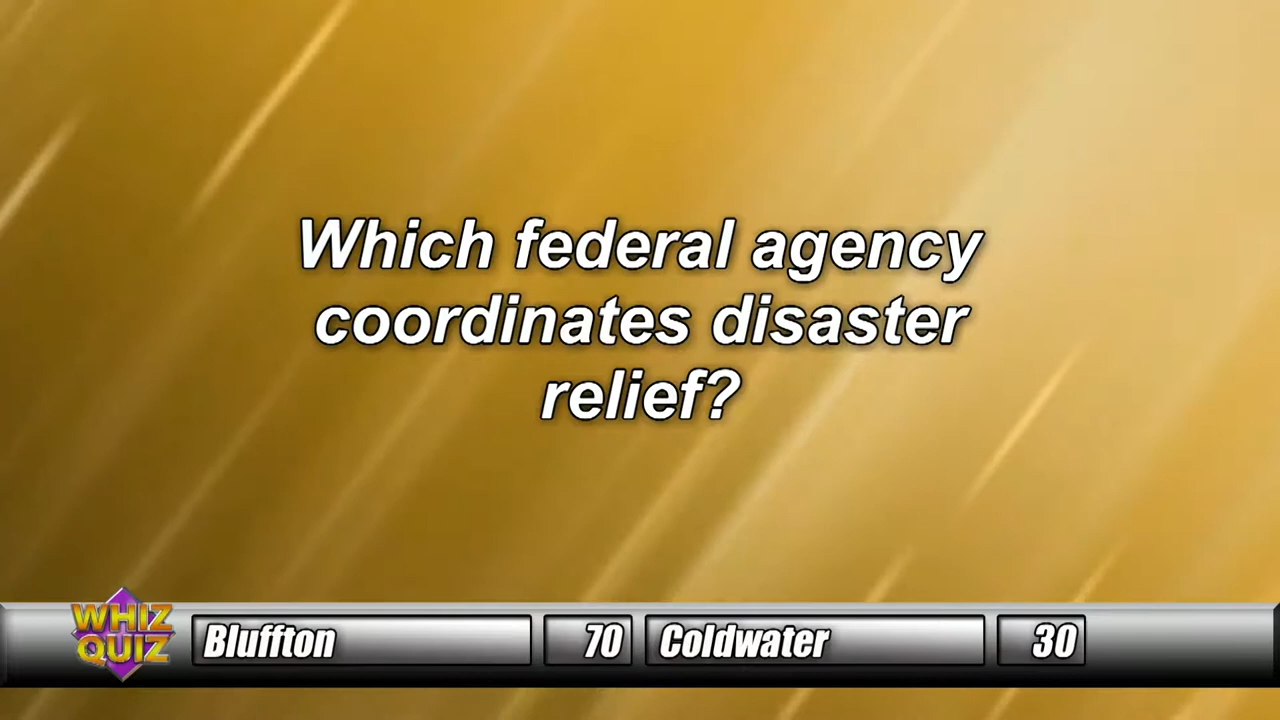 Which federal agency
coordinates disaster
relief?
WHIZ
QUIZ
Bluffton 70 Coldwater 30